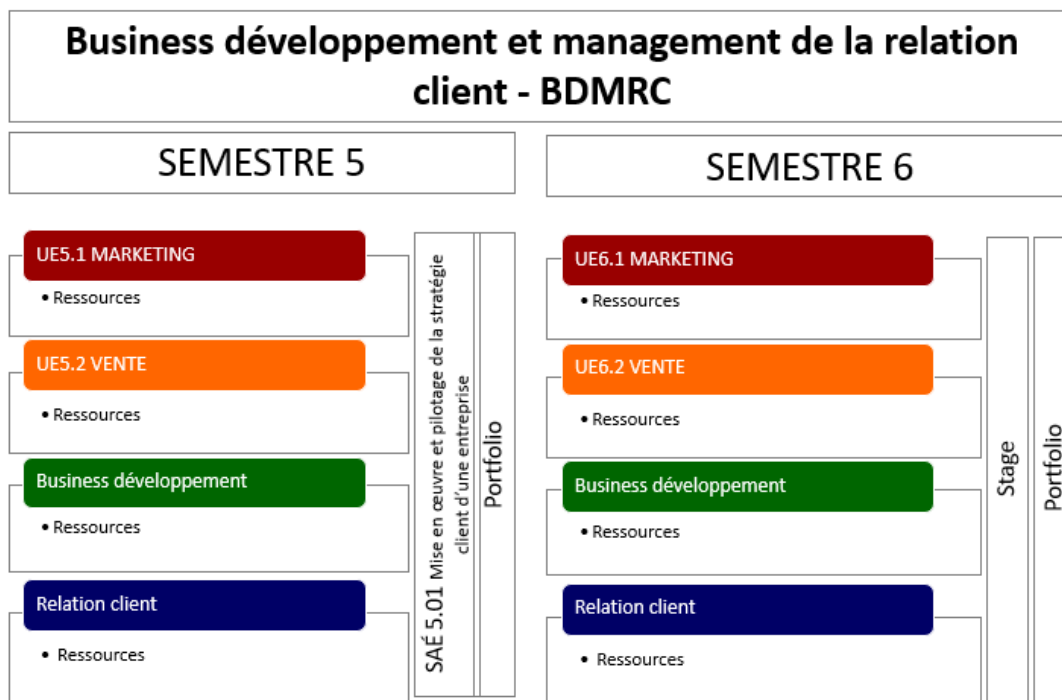 Business développement et management de la relation
client - BDMRC
SEMESTRE 5
UE5.1 MARKETING
• Ressources
UE5.2 VENTE
• Ressources
Business développement
• Ressources
Relation client
• Ressources
SAÉ 5.01 Mise en œuvre et pilotage de la stratégie
client d'une entreprise
Portfolio
SEMESTRE 6
UE6.1 MARKETING
• Ressources
UE6.2 VENTE
• Ressources
Business développement
• Ressources
Relation client
• Ressources
Stage
Portfolio